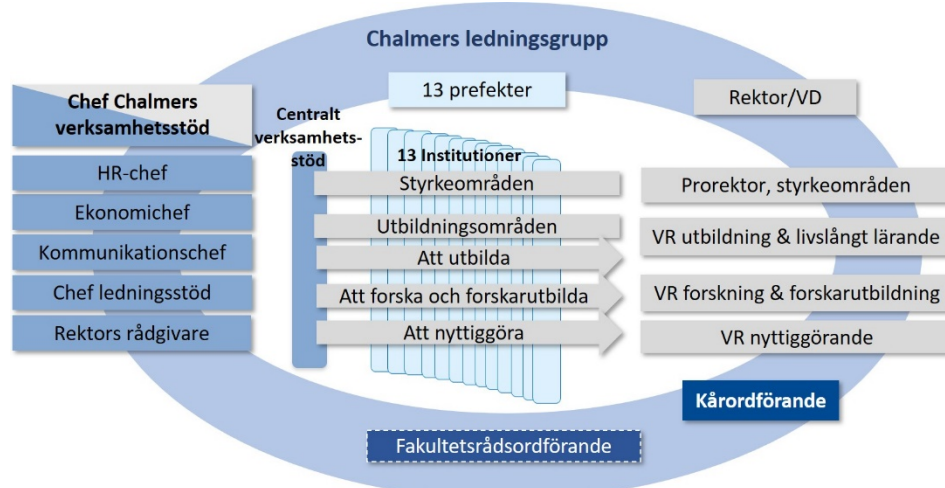 Chalmers ledningsgrupp
13 prefekter
Rektor/VD
Chef Chalmers
verksamhetsstöd
HR-chef
Ekonomichef
Kommunikationschef
Chef ledningsstöd
Rektors rådgivare
Centralt
verksamhets-
stöd
13 Institutioner
Styrkeområden
Utbildningsområden
Att utbilda
Att forska och forskarutbilda
Att nyttiggöra
Prorektor, styrkeområden
VR utbildning & livslångt lärande
VR forskning & forskarutbildning
VR nyttiggörande
Kårordförande
Fakultetsrådsordförande